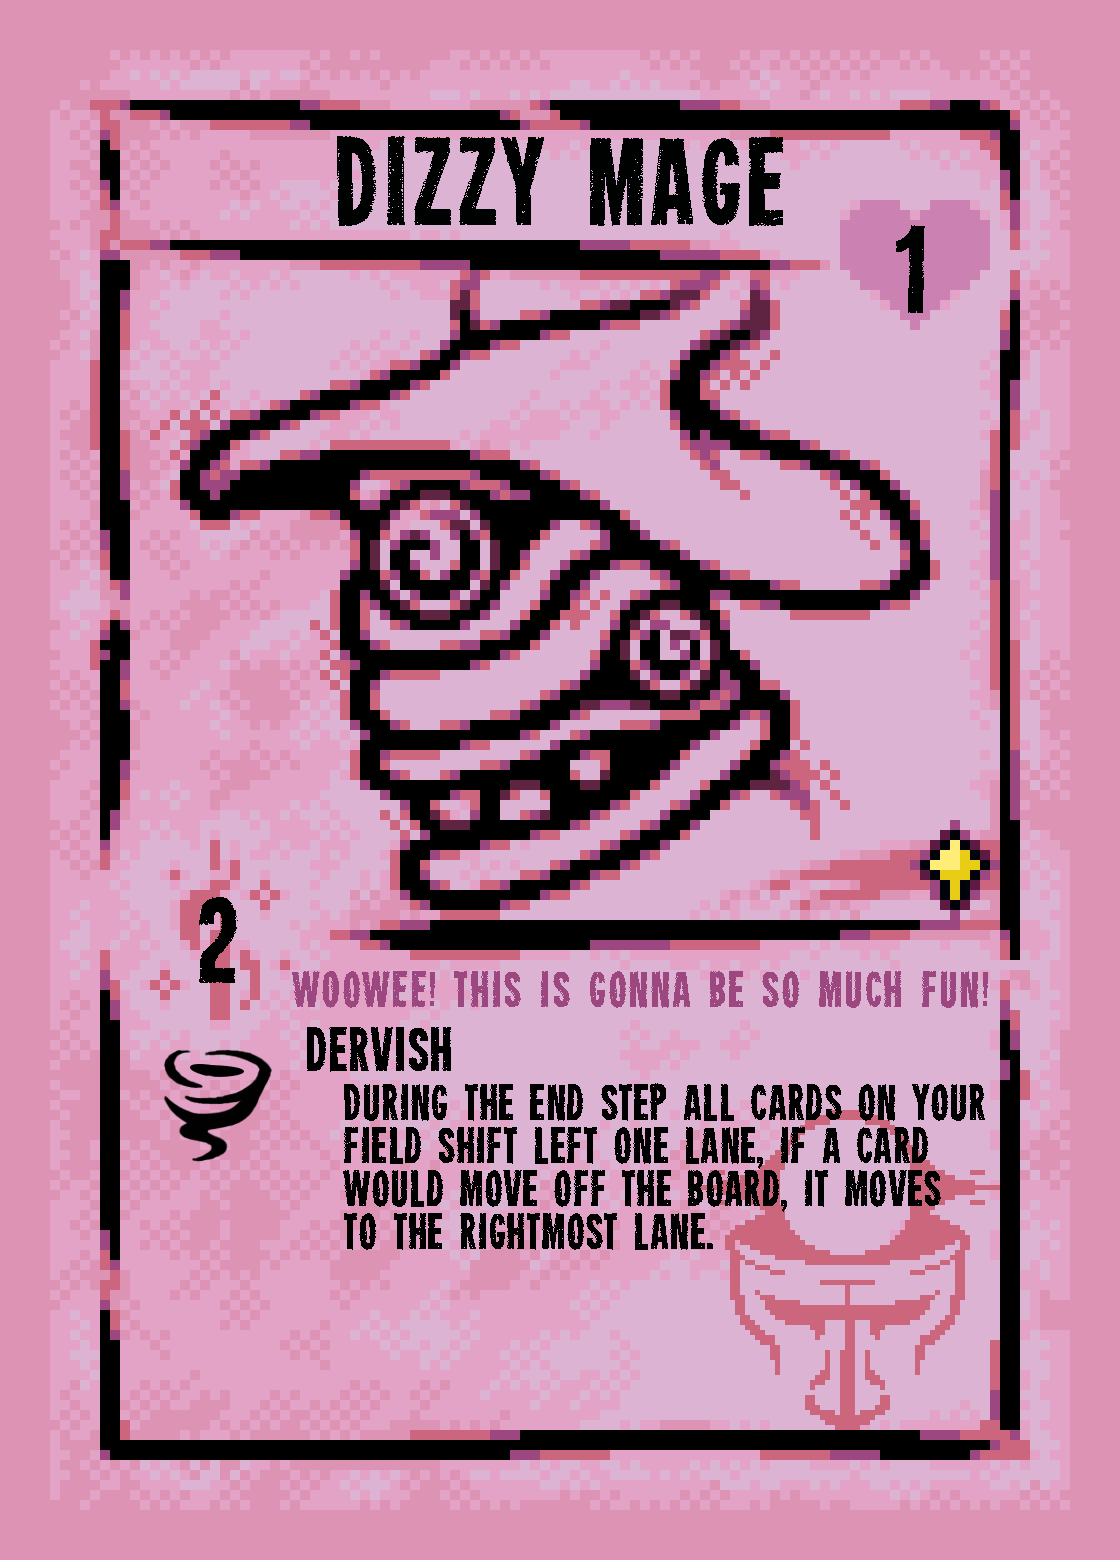 DIZZY MAGE
1
2
WOOWEE! THIS IS GONNA BE SO MUCH FUN!
DERVISH
DURING THE END STEP ALL CARDS ON YOUR
FIELD SHIFT LEFT ONE LANE, IF A CARD
WOULD MOVE OFF THE BOARD, IT MOVES
TO THE RIGHTMOST LANE.